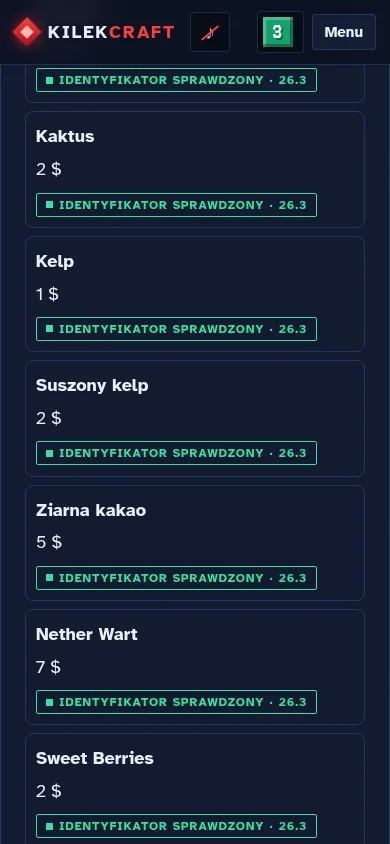 KILEKCRAFT
3
Menu
IDENTYFIKATOR SPRAWDZONY · 26.3
Kaktus
2 $
IDENTYFIKATOR SPRAWDZONY · 26.3
Kelp
1 $
IDENTYFIKATOR SPRAWDZONY · 26.3
Suszony kelp
2 $
IDENTYFIKATOR SPRAWDZONY · 26.3
Ziarna kakao
5 $
IDENTYFIKATOR SPRAWDZONY · 26.3
Nether Wart
7 $
IDENTYFIKATOR SPRAWDZONY · 26.3
Sweet Berries
2 $
IDENTYFIKATOR SPRAWDZONY · 26.3